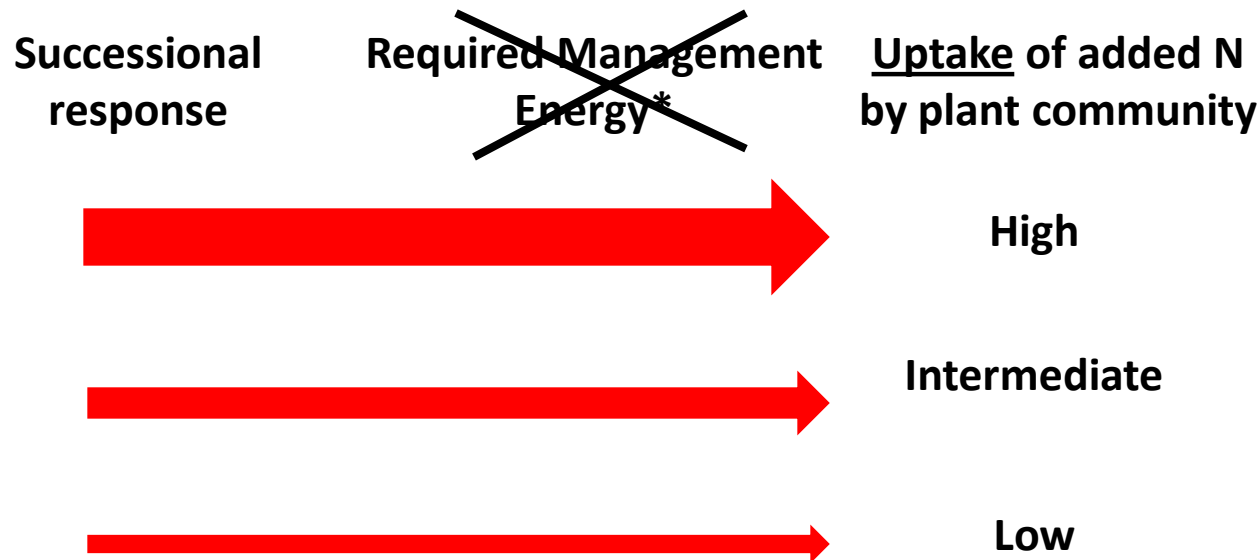 Successional
response
Required Management
Energy*
Uptake of added N
by plant community
High
Intermediate
Low